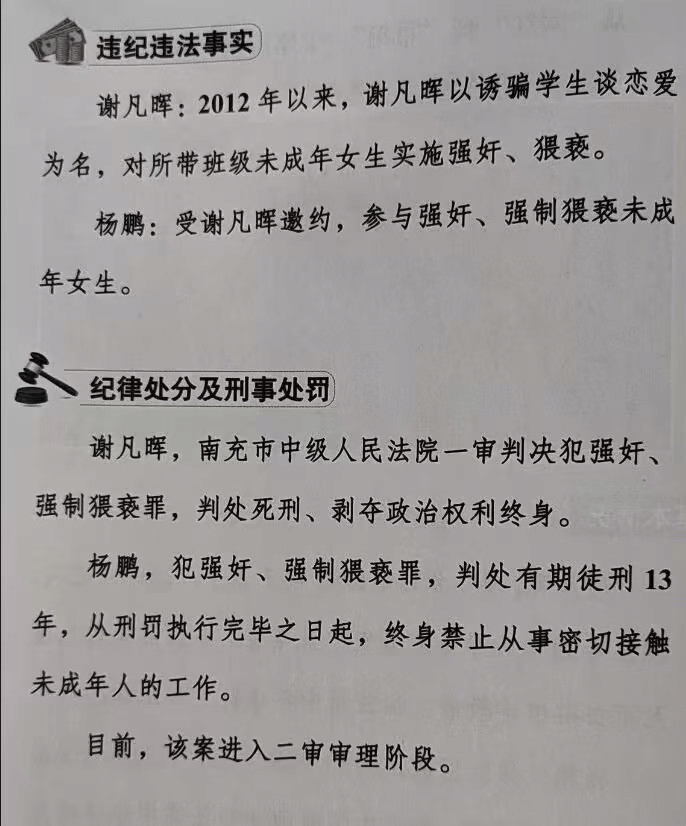 违纪违法事实
谢凡晖：2012年以来，谢凡晖以诱骗学生谈恋爱
为名，对所带班级未成年女生实施强奸、猥亵。
杨鹏：受谢凡晖邀约，参与强奸、强制猥亵未成
年女生。
纪律处分及刑事处罚
谢凡晖，南充市中级人民法院一审判决犯强奸、
强制猥亵罪，判处死刑、剥夺政治权利终身。
杨鹏，犯强奸、强制猥亵罪，判处有期徒刑13
年，从刑罚执行完毕之日起，终身禁止从事密切接触
未成年人的工作。
目前，该案进入二审审理阶段。